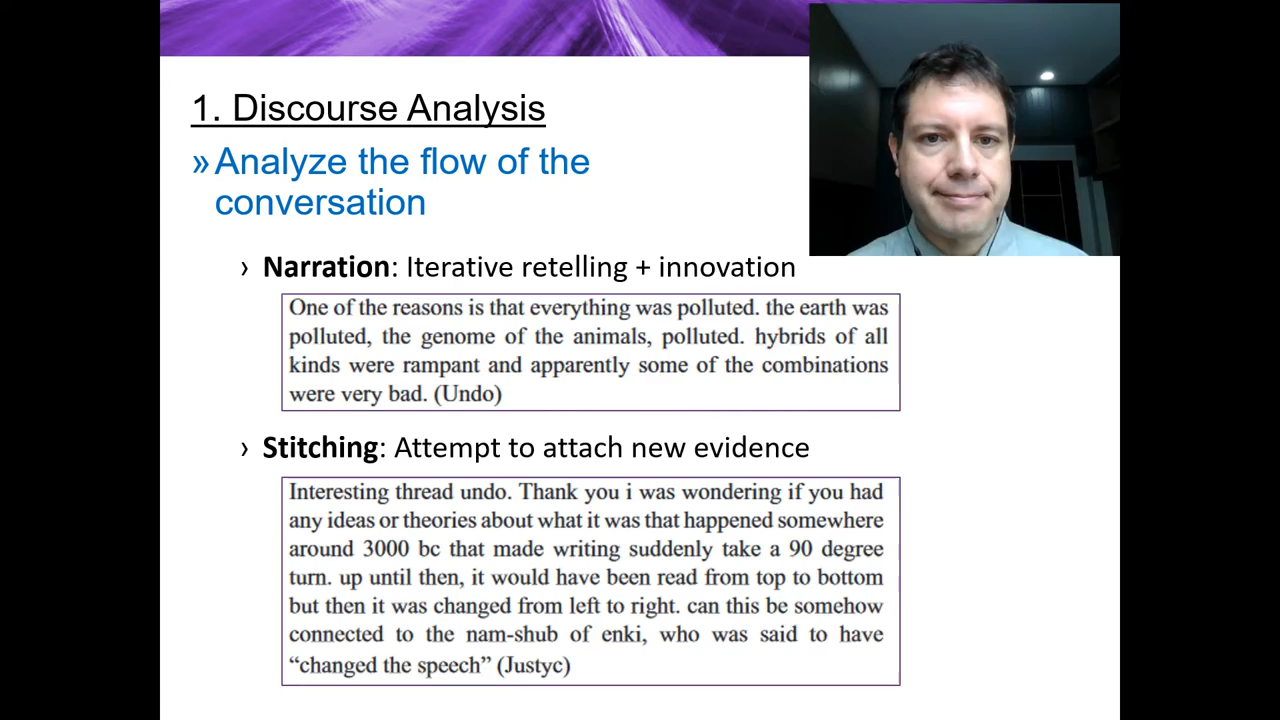 1. Discourse Analysis
» Analyze the flow of the
conversation
› Narration: Iterative retelling + innovation
One of the reasons is that everything was polluted. the earth was
polluted, the genome of the animals, polluted. hybrids of all
kinds were rampant and apparently some of the combinations
were very bad. (Undo)
› Stitching: Attempt to attach new evidence
Interesting thread undo. Thank you i was wondering if you had
any ideas or theories about what it was that happened somewhere
around 3000 bc that made writing suddenly take a 90 degree
turn. up until then, it would have been read from top to bottom
but then it was changed from left to right. can this be somehow
connected to the nam-shub of enki, who was said to have
“changed the speech” (Justyc)